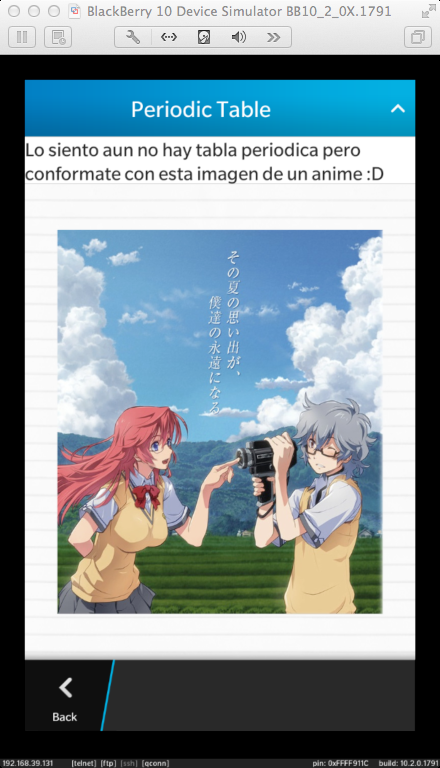 BlackBerry 10 Device Simulator BB10_2_0X.1791
Periodic Table
Lo siento aun no hay tabla periodica pero
conformate con esta imagen de un anime :D
その夏の思い出が、
僕達の永遠になる
Back
192.168.39.131 [telnet] [ftp] [ssh] [qconn] pin: 0xFFFF911C build: 10.2.0.1791